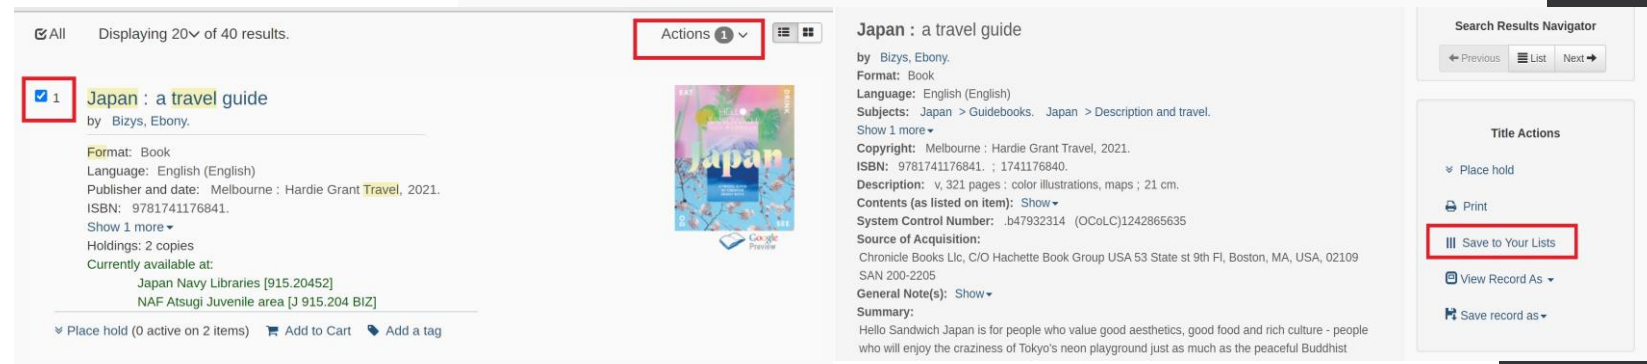 All Displaying 20 of 40 results. Actions 1
1 Japan : a travel guide
by Bizys, Ebony.
Format: Book
Language: English (English)
Publisher and date: Melbourne : Hardie Grant Travel, 2021.
ISBN: 9781741176841.
Show 1 more
Holdings: 2 copies
Currently available at:
Japan Navy Libraries [915.20452]
NAF Atsugi Juvenile area [J 915.204 BIZ]
Place hold (0 active on 2 items) Add to Cart Add a tag
EAT
DRINK
HELLO SANDWICH
Japan
DO
SEE
Google
Preview
Japan : a travel guide
by Bizys, Ebony.
Format: Book
Language: English (English)
Subjects: Japan > Guidebooks. Japan > Description and travel.
Show 1 more
Copyright: Melbourne : Hardie Grant Travel, 2021.
ISBN: 9781741176841. ; 1741176840.
Description: v, 321 pages : color illustrations, maps ; 21 cm.
Contents (as listed on item): Show
System Control Number: .b47932314 (OCoLC)1242865635
Source of Acquisition:
Chronicle Books Llc, C/O Hachette Book Group USA 53 State st 9th Fl, Boston, MA, USA, 02109
SAN 200-2205
General Note(s): Show
Summary:
Hello Sandwich Japan is for people who value good aesthetics, good food and rich culture - people
who will enjoy the craziness of Tokyo's neon playground just as much as the peaceful Buddhist
Search Results Navigator
Previous List Next
Title Actions
Place hold
Print
Save to Your Lists
View Record As
Save record as